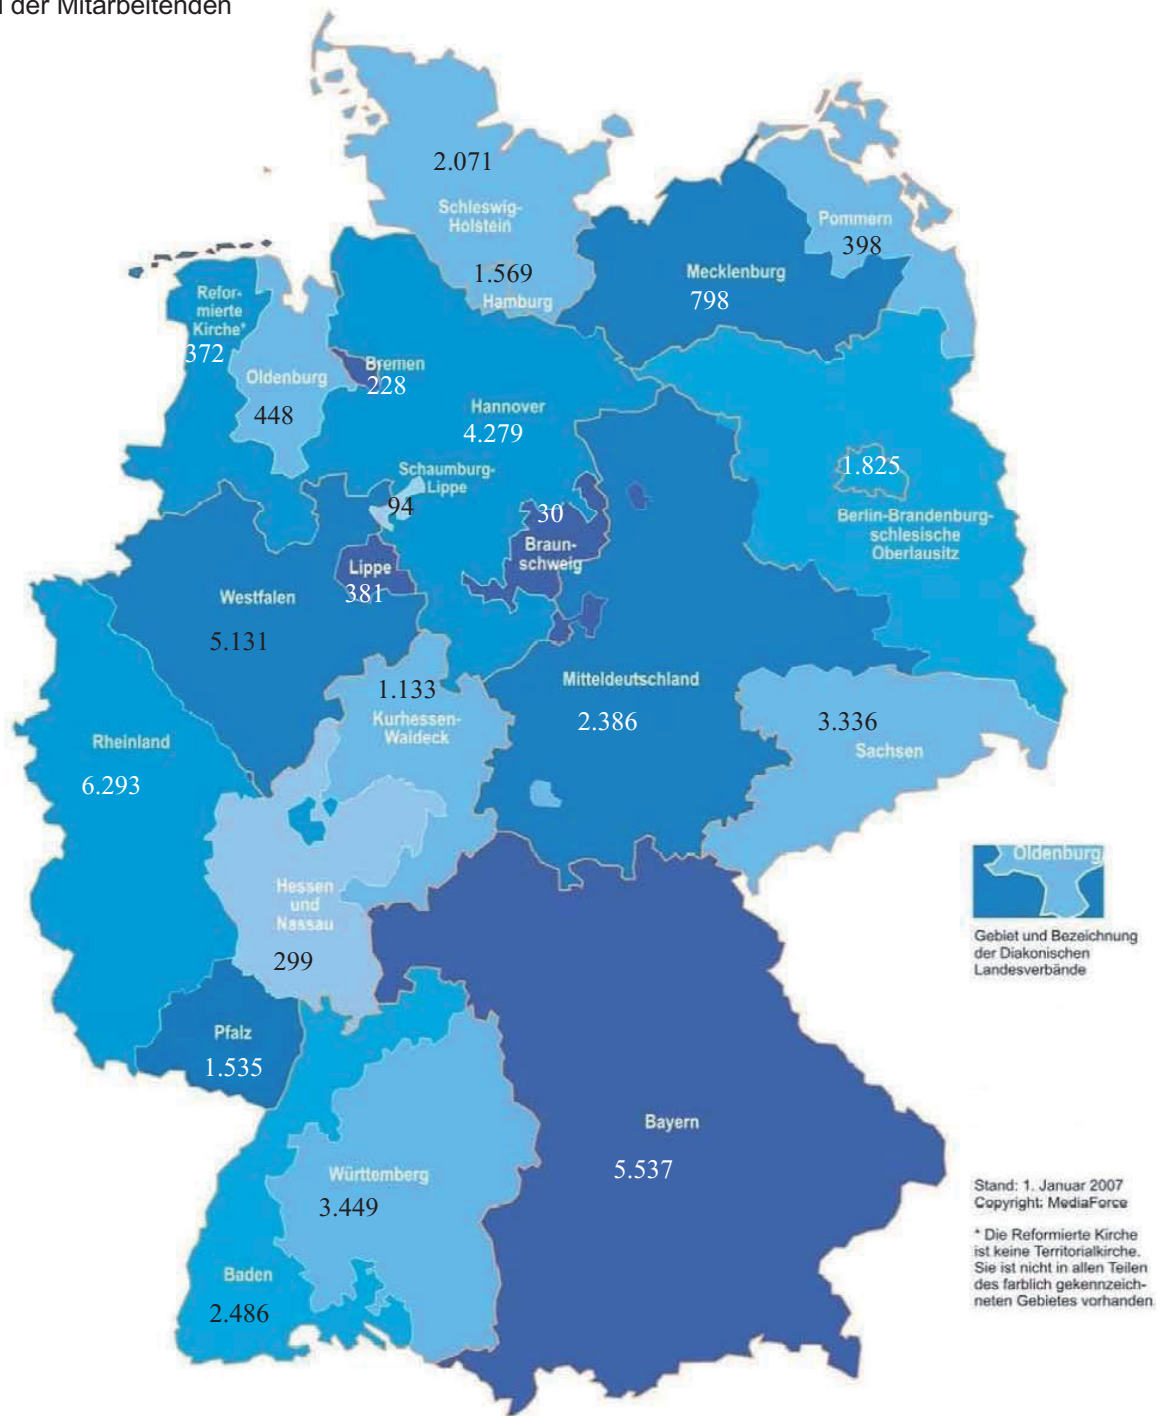 der Mitarbeitenden
2.071
Schleswig-
Holstein
1.569
Hamburg
Pommern
398
Mecklenburg
798
Refor-
mierte
Kirche*
372
Oldenburg
448
Bremen
228
Hannover
4.279
Schaumburg-
Lippe
94
30
Braun-
schweig
1.825
Berlin-Brandenburg-
schlesische
Oberlausitz
Lippe
381
Westfalen
5.131
1.133
Kurhessen-
Waldeck
Mitteldeutschland
2.386
3.336
Sachsen
Rheinland
6.293
Hessen
und
Nassau
299
Pfalz
1.535
Bayern
5.537
Württemberg
3.449
Baden
2.486
Oldenburg
Gebiet und Bezeichnung
der Diakonischen
Landesverbände
Stand: 1. Januar 2007
Copyright: MediaForce
* Die Reformierte Kirche
ist keine Territorialkirche.
Sie ist nicht in allen Teilen
des farblich gekennzeich-
neten Gebietes vorhanden